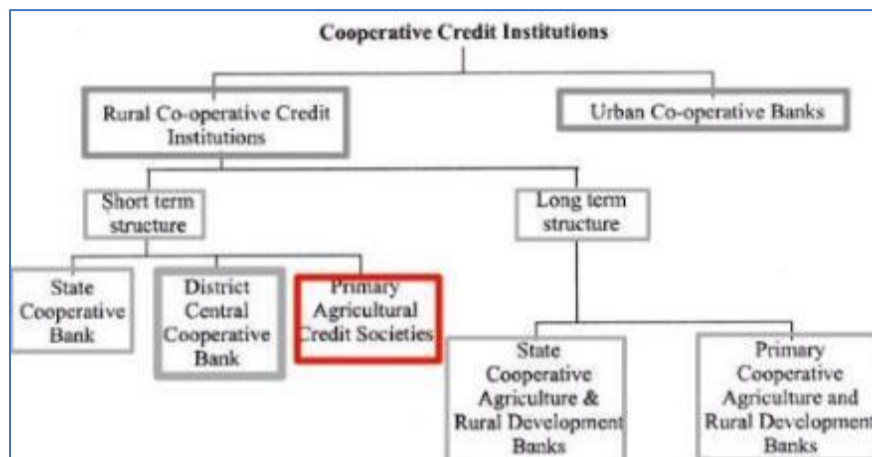 Cooperative Credit Institutions
Rural Co-operative Credit
Institutions
Urban Co-operative Banks
Short term
structure
Long term
structure
State
Cooperative
Bank
District
Central
Cooperative
Bank
Primary
Agricultural
Credit Societies
State
Cooperative
Agriculture &
Rural Development
Banks
Primary
Cooperative
Agriculture and
Rural Development
Banks